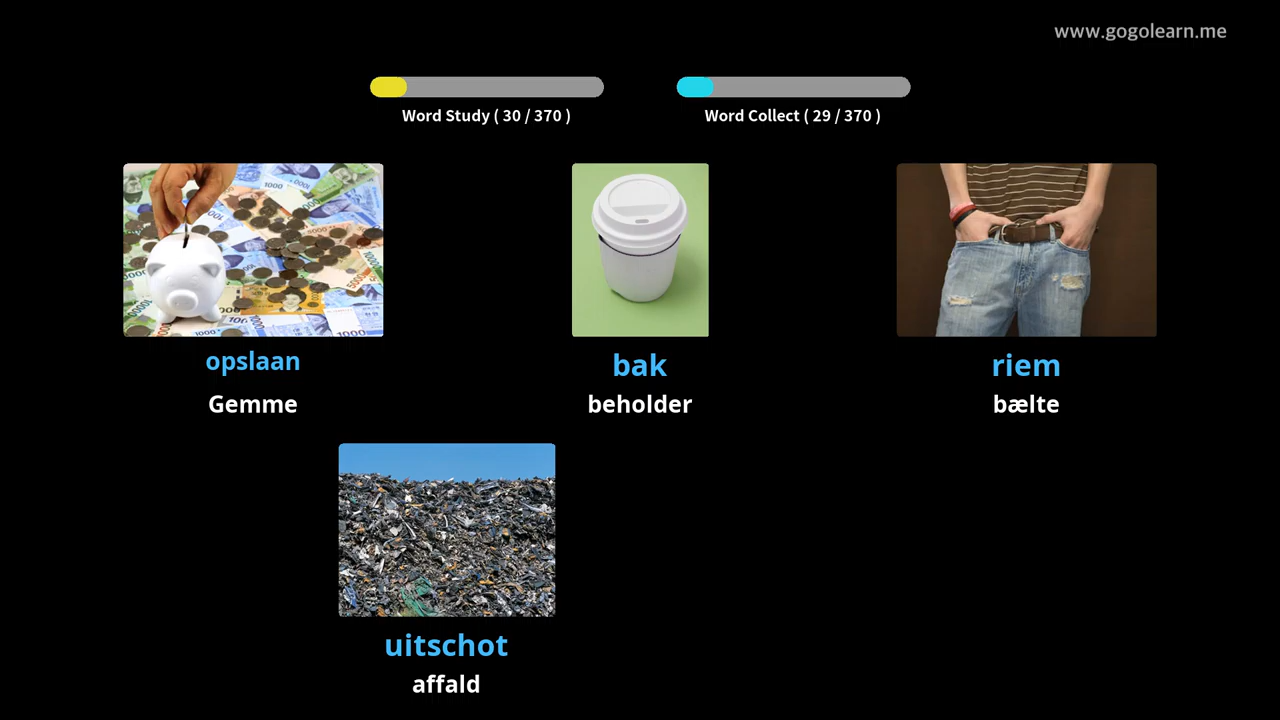 www.gogolearn.me
Word Study ( 30 / 370 )
Word Collect ( 29 / 370 )
opslaan
Gemme
bak
beholder
riem
bælte
uitschot
affald